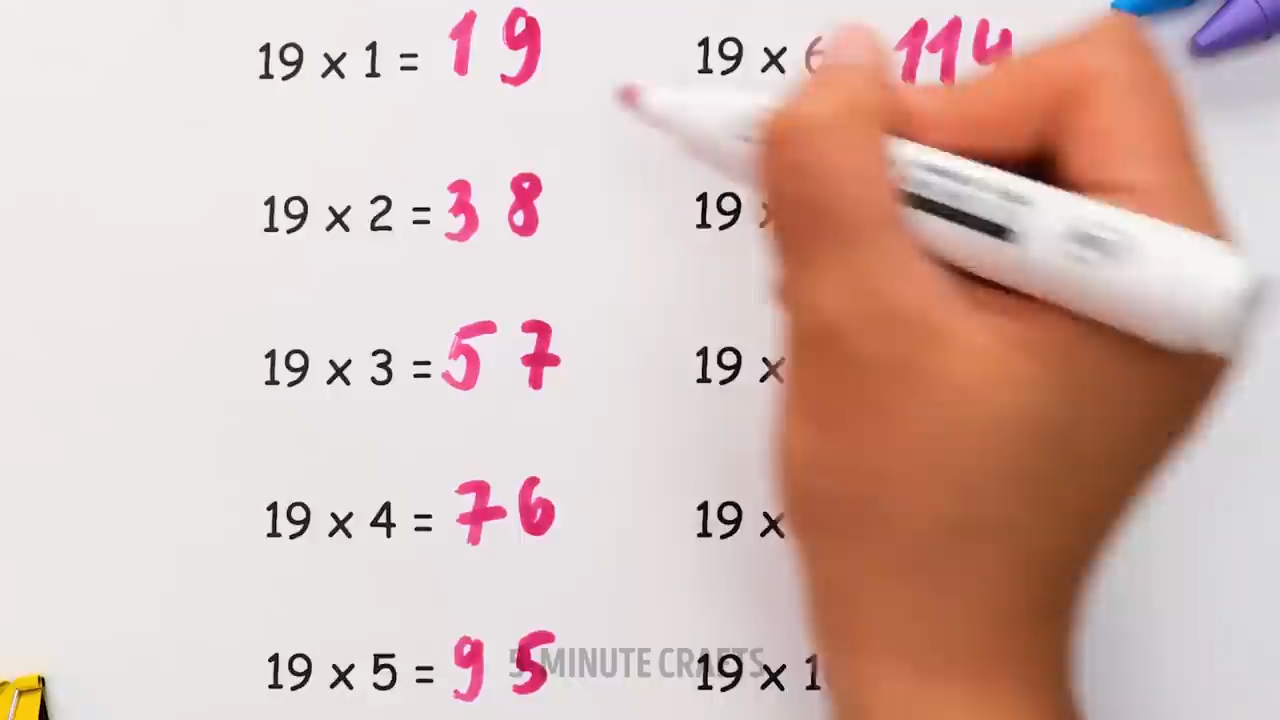 19 x 1 = 19
19 x 2 = 38
19 x 3 = 57
19 x 4 = 76
19 x 5 = 95
19 x 6 114
19
19 x
19 x
19 x 1
5-MINUTE CRAFTS